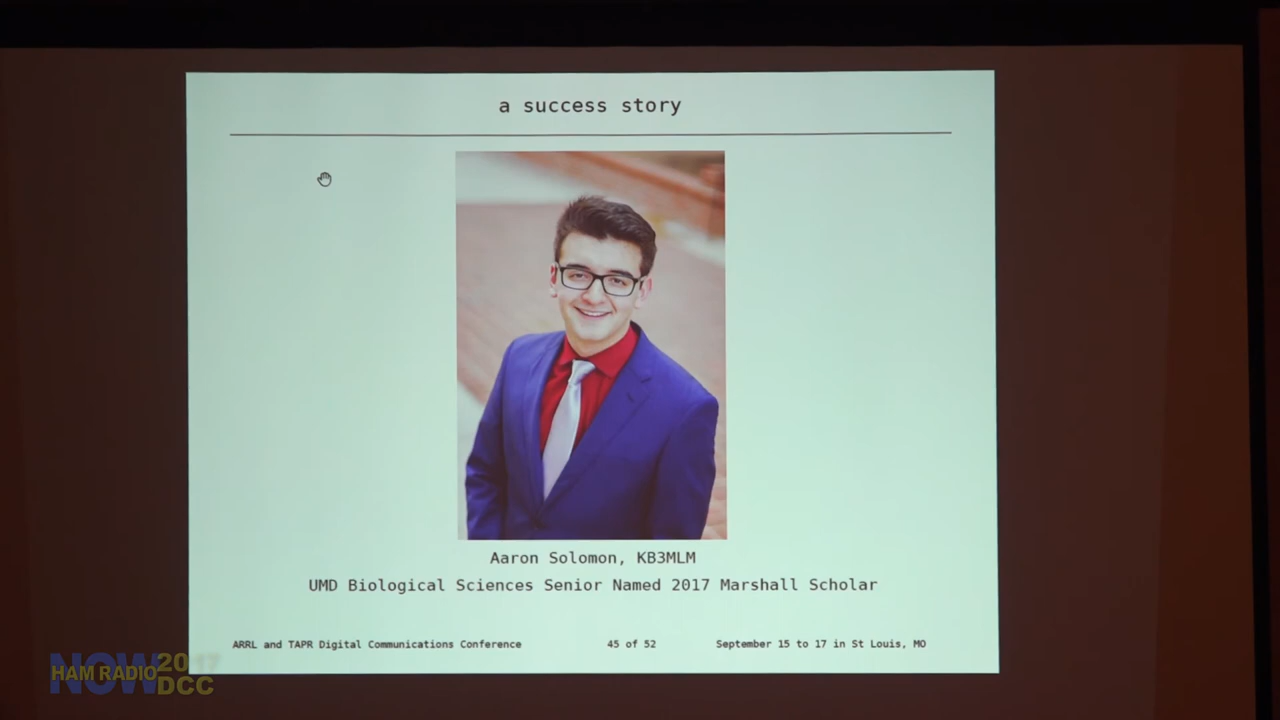 a success story
Aaron Solomon, KB3MLM
UMD Biological Sciences Senior Named 2017 Marshall Scholar
ARRL and TAPR Digital Communications Conference
45 of 52
September 15 to 17 in St Louis, MO
NOW
HAM RADIO
2017
DCC